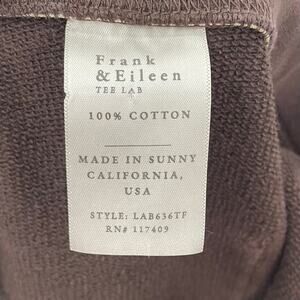 Frank
& Eileen
TEE LAB
100% COTTON
MADE IN SUNNY
CALIFORNIA,
USA
STYLE: LAB636TF
RN# 117409